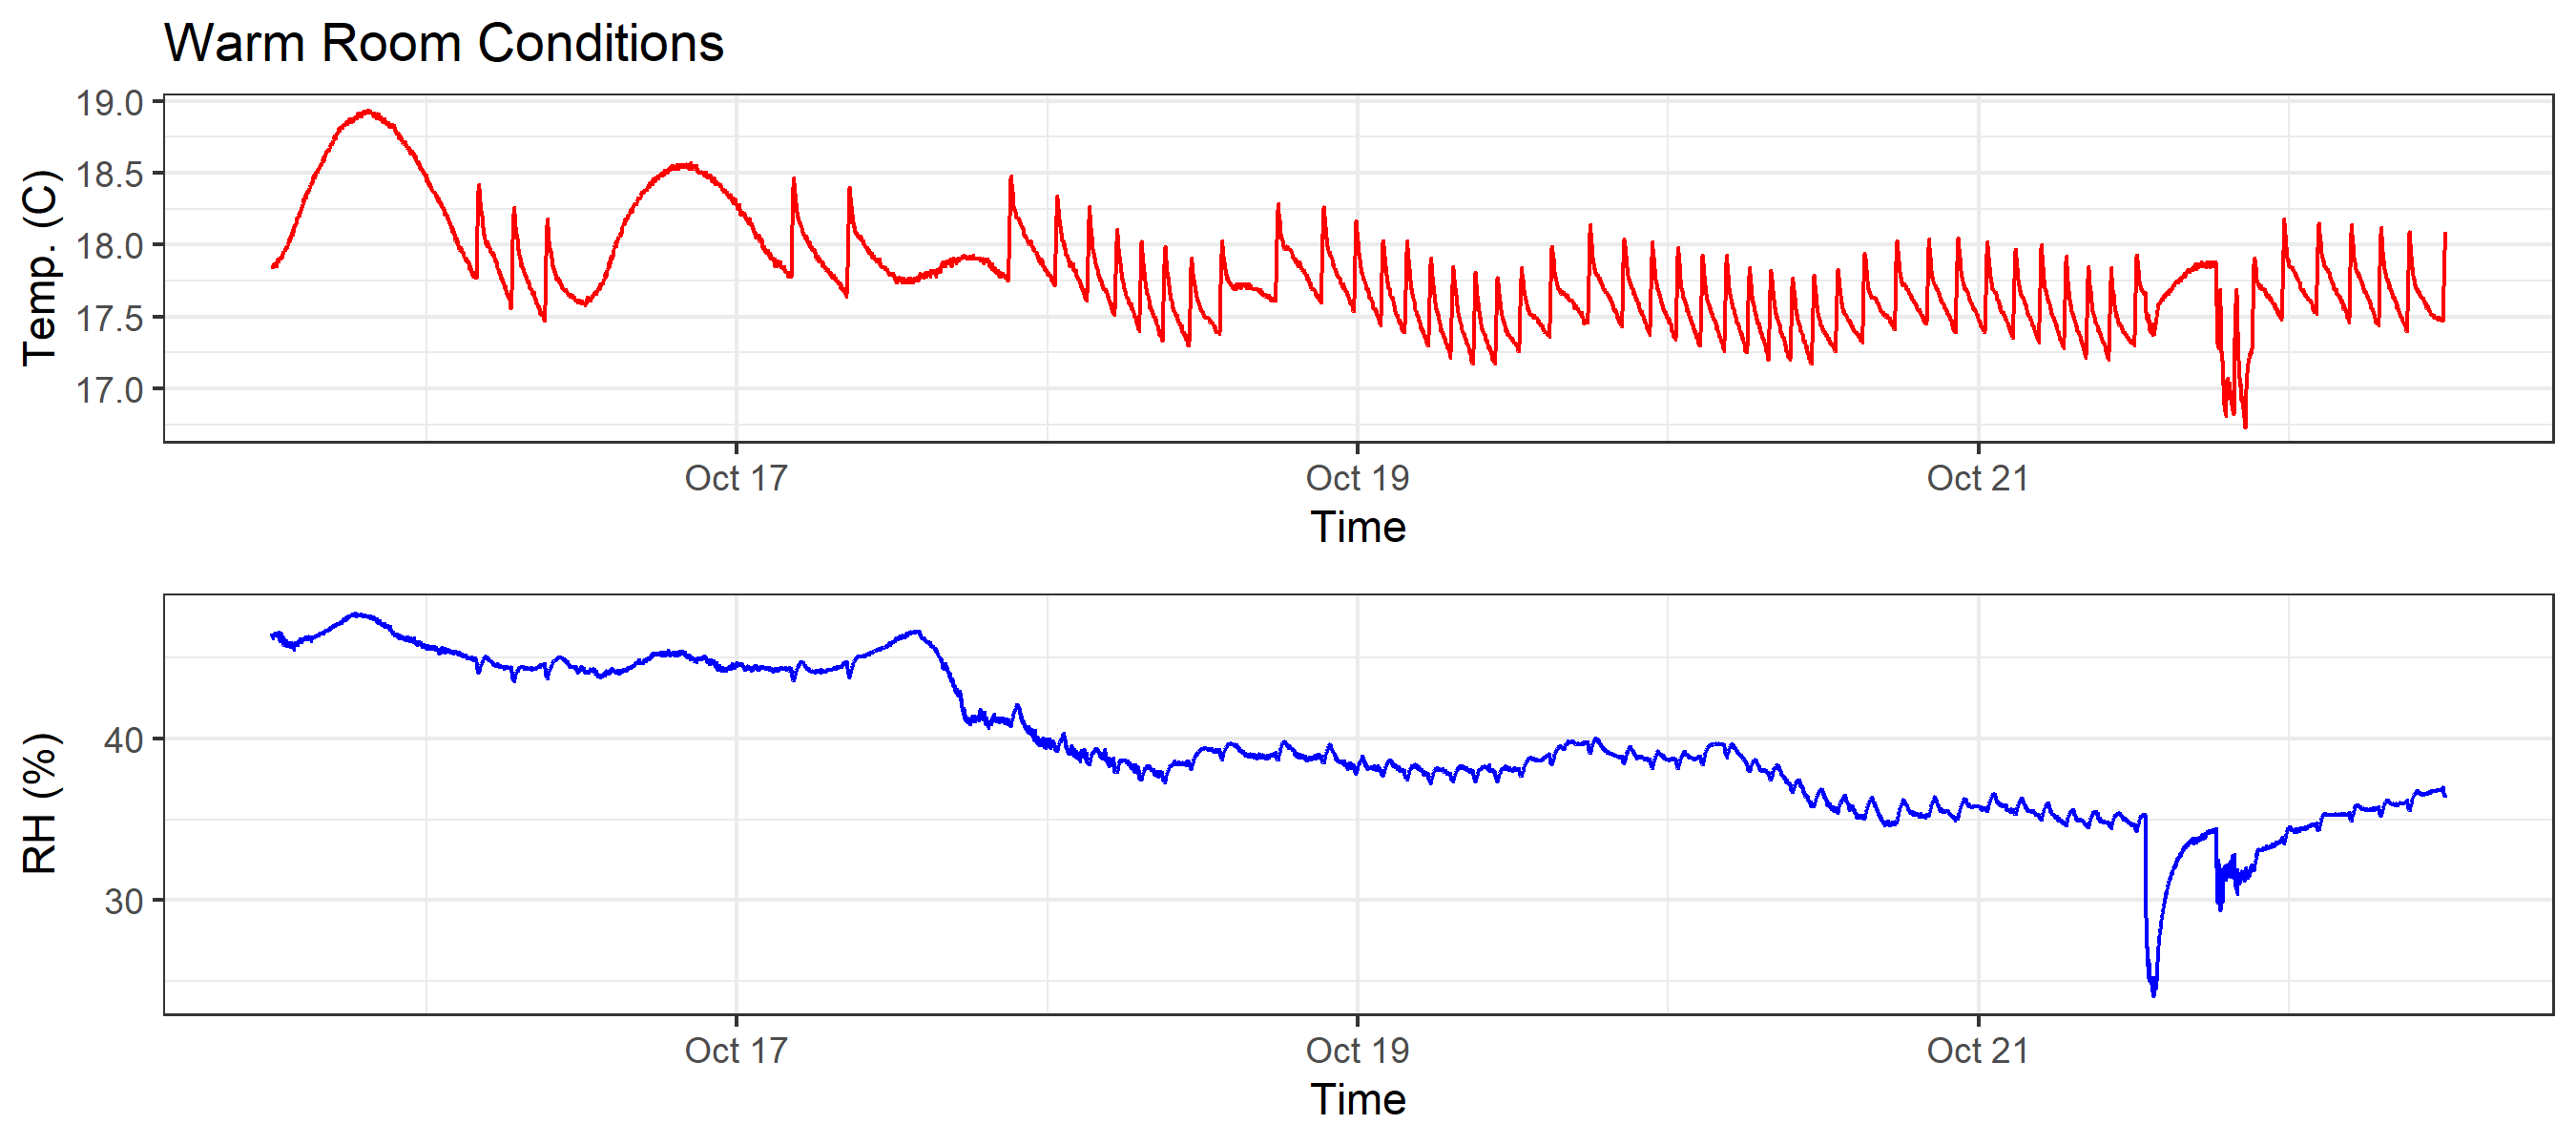 Warm Room Conditions
19.0
18.5
18.0
17.5
17.0
Temp. (C)
Oct 17 Oct 19 Oct 21
Time
40
30
RH (%)
Oct 17 Oct 19 Oct 21
Time